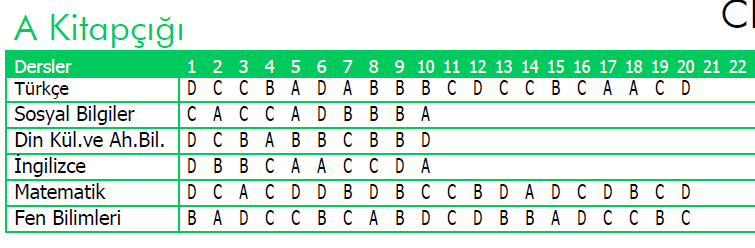 A Kitapçığı
Dersler 1 2 3 4 5 6 7 8 9 10 11 12 13 14 15 16 17 18 19 20 21 22
Türkçe D C C B A D A B B B C D C C B C A A C D
Sosyal Bilgiler C A C C A D B B B A
Din Kül.ve Ah.Bil. D C B A B B C B B D
İngilizce D B B C A A C C D A
Matematik D C A C D D B D B C C B D A D C D B C D
Fen Bilimleri B A D C C B C A B D C D B B A D C C B C